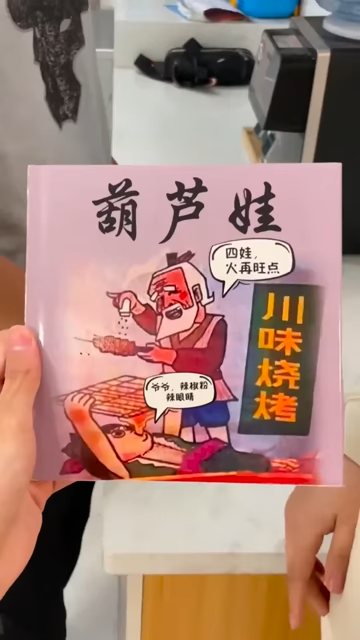 葫芦娃
四娃，
火再旺点
川味烧烤
爷爷，辣椒粉
辣眼睛